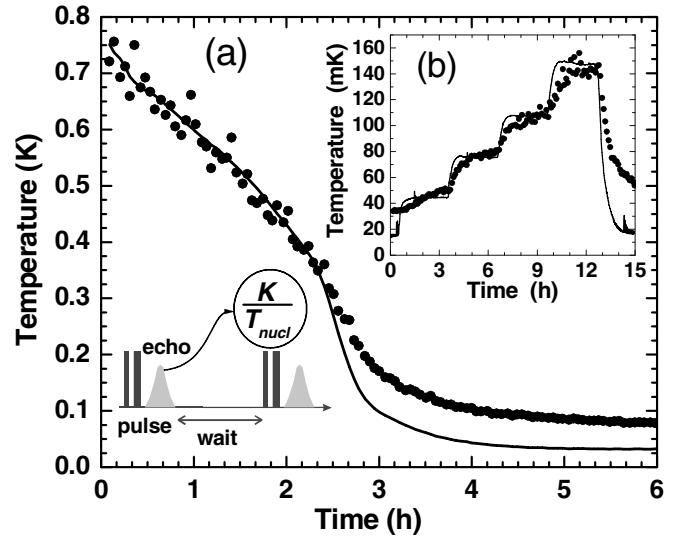 0.8
0.7
0.6
0.5
0.4
0.3
0.2
0.1
0.0
Temperature (K)
(a)
K
T nucl
echo
pulse
wait
0 1 2 3 4 5 6
Time (h)
(b)
160
140
120
100
80
60
40
20
0
Temperature (mK)
0 3 6 9 12 15
Time (h)